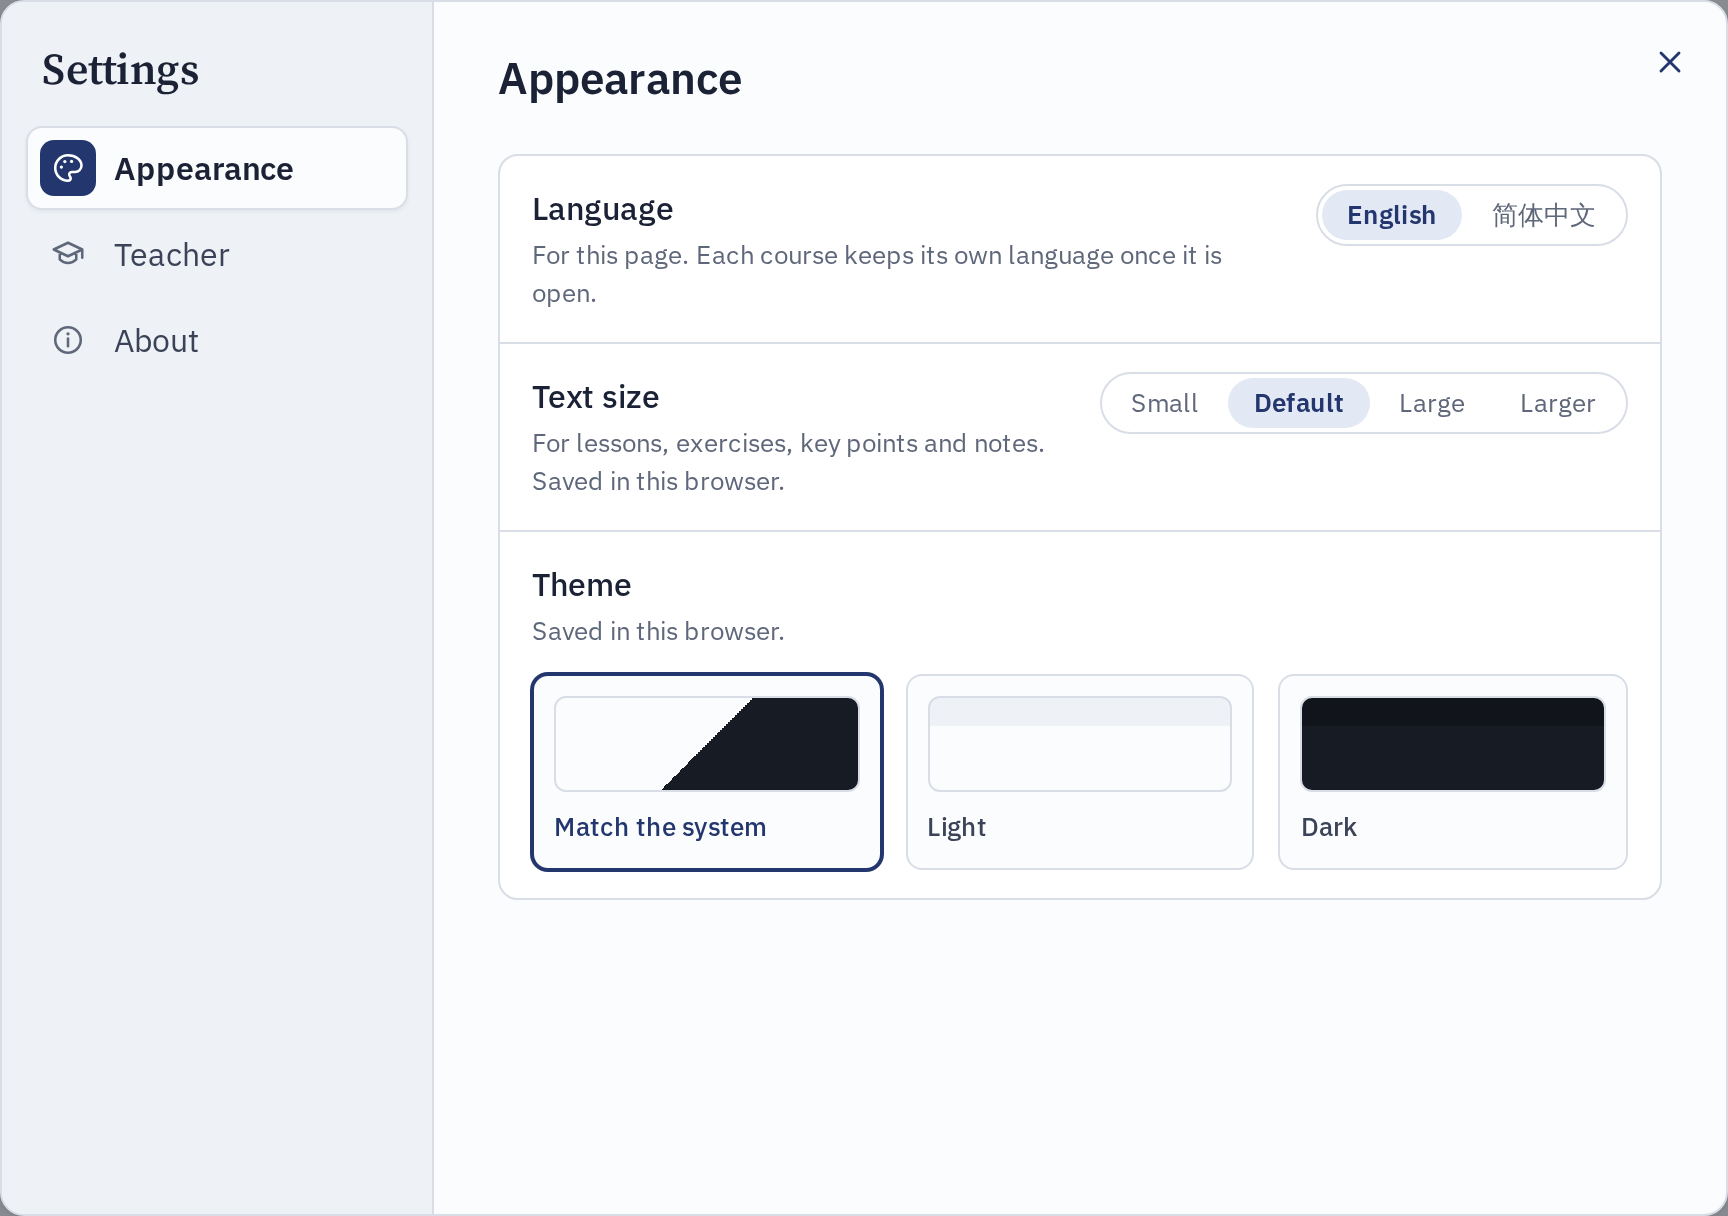 Settings
Appearance
Teacher
About
Appearance
Language
For this page. Each course keeps its own language once it is
open.
English
简体中文
Text size
For lessons, exercises, key points and notes.
Saved in this browser.
Small
Default
Large
Larger
Theme
Saved in this browser.
Match the system
Light
Dark